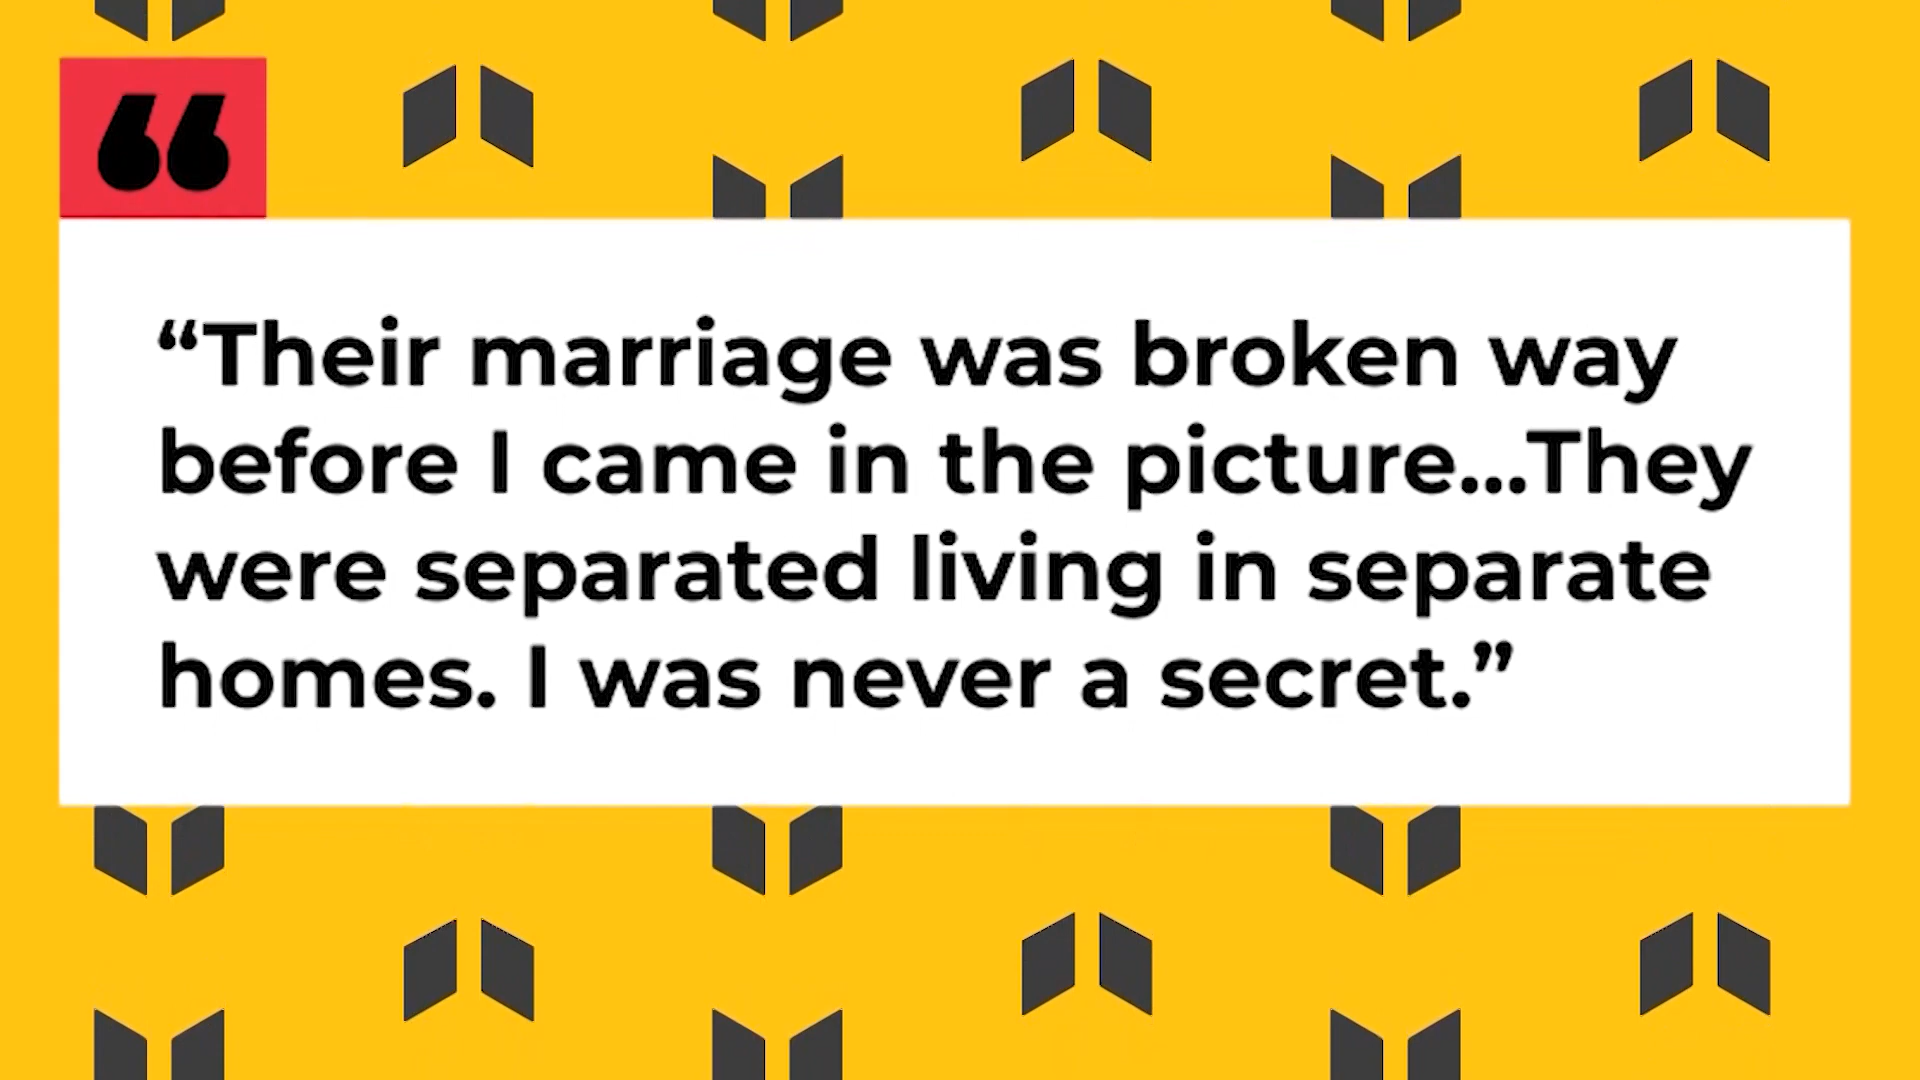 “
“Their marriage was broken way
before I came in the picture...They
were separated living in separate
homes. I was never a secret.”